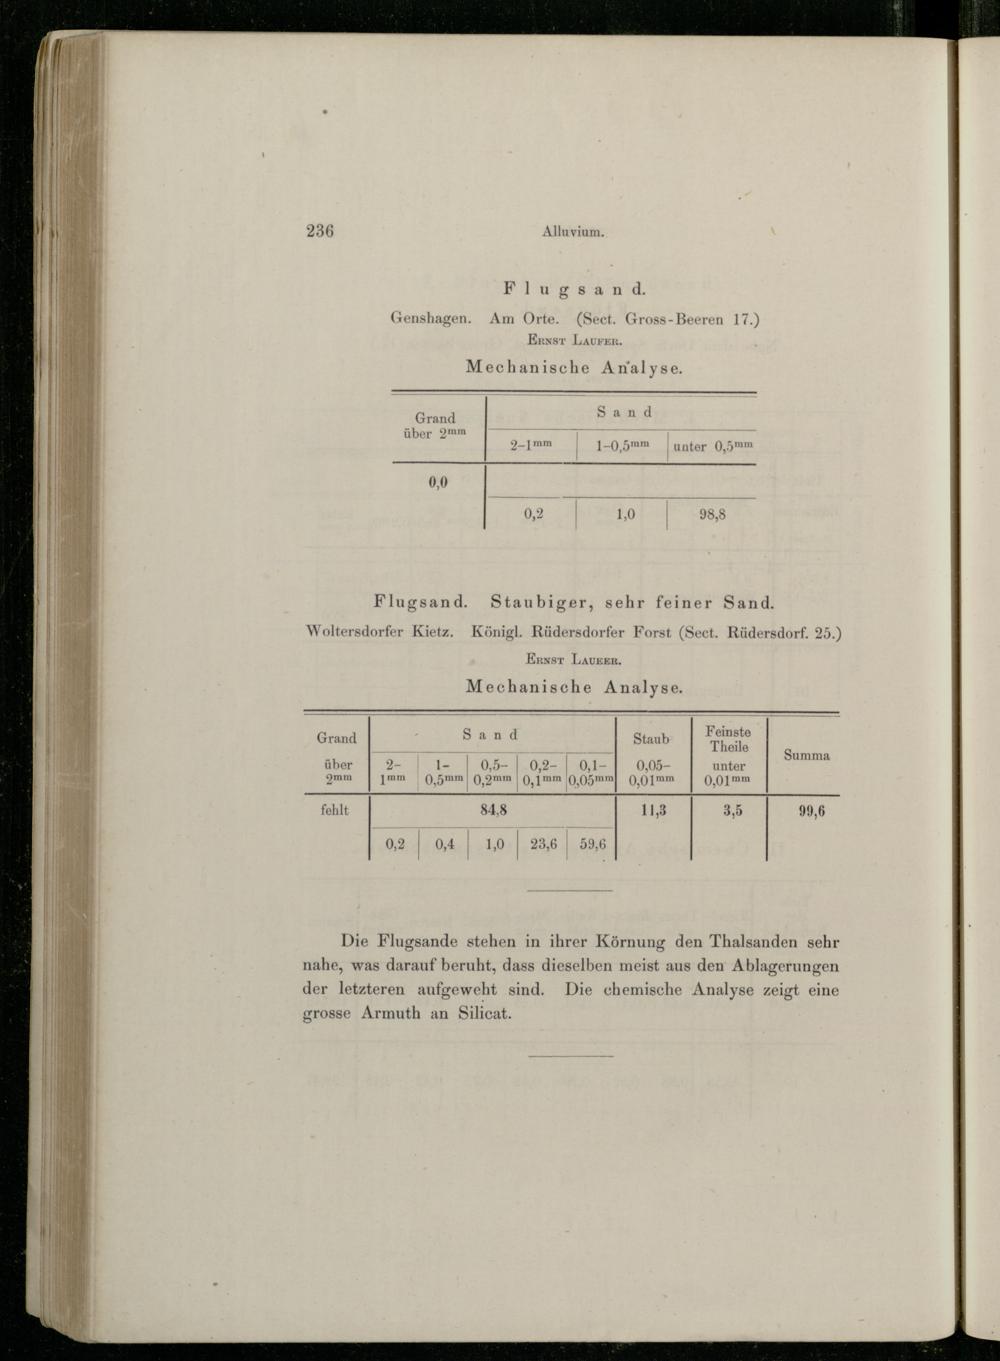 236 Alluvium.
Flugsand.
Genshagen. Am Orte. (Sect. Gross-Beeren 17.)
ERNST LAUFER.
Mechanische Analyse.
Grand über 2mm
Sand
2-1mm 1-0,5mm unter 0,5mm
0,0
0,2 1,0 98,8
Flugsand. Staubiger, sehr feiner Sand.
Woltersdorfer Kietz. Königl. Rüdersdorfer Forst (Sect. Rüdersdorf. 25.)
ERNST LAUEER.
Mechanische Analyse.
Grand über 2mm
Sand
2-1mm 1-0,5mm 0,5-0,2mm 0,2-0,1mm 0,1-0,05mm
Staub 0,05-0,01mm
Feinste Theile unter 0,01mm
Summa
fehlt 84,8 11,3 3,5 99,6
0,2 0,4 1,0 23,6 59,6
Die Flugsande stehen in ihrer Körnung den Thalsanden sehr
nahe, was darauf beruht, dass dieselben meist aus den Ablagerungen
der letzteren aufgeweht sind. Die chemische Analyse zeigt eine
grosse Armuth an Silicat.